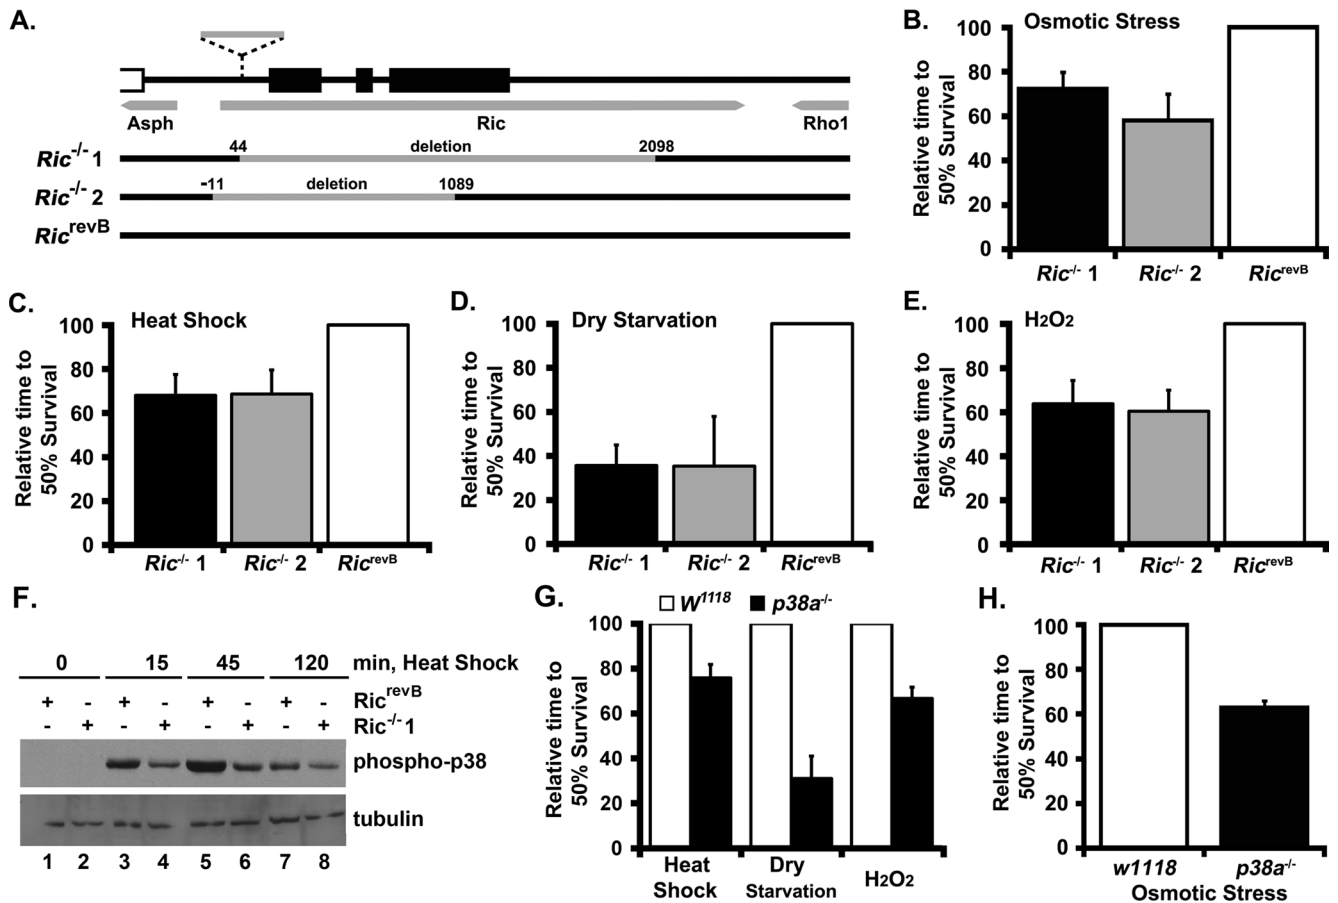 A.
Asph
Ric
Rho1
Ric-/- 1
44
deletion
2098
Ric-/- 2
-11
deletion
1089
RicrevB
B.
Osmotic Stress
Relative time to
50% Survival
100
80
60
40
20
0
Ric-/- 1
Ric-/- 2
RicrevB
C.
Heat Shock
Relative time to
50% Survival
100
80
60
40
20
0
Ric-/- 1
Ric-/- 2
RicrevB
D.
Dry Starvation
Relative time to
50% Survival
100
80
60
40
20
0
Ric-/- 1
Ric-/- 2
RicrevB
E.
H2O2
Relative time to
50% Survival
100
80
60
40
20
0
Ric-/- 1
Ric-/- 2
RicrevB
F.
0 15 45 120 min, Heat Shock
+ - + - + - + - RicrevB
- + - + - + - + Ric-/- 1
phospho-p38
tubulin
1 2 3 4 5 6 7 8
G.
W1118 p38a-/-
Relative time to
50% Survival
100
80
60
40
20
0
Heat
Shock
Dry
Starvation
H2O2
H.
Relative time to
50% Survival
100
80
60
40
20
0
w1118 p38a-/-
Osmotic Stress